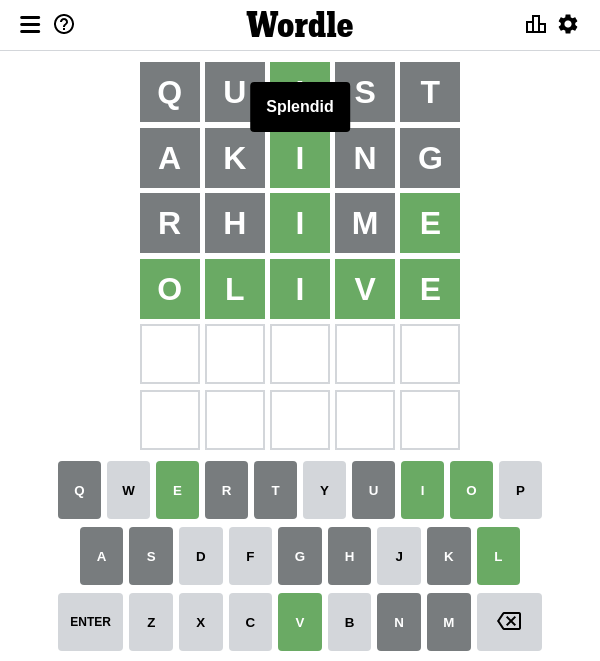 Wordle
Q U S T
Splendid
A K I N G
R H I M E
O L I V E
Q W E R T Y U I O P
A S D F G H J K L
ENTER Z X C V B N M